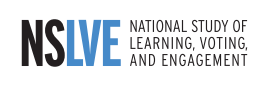 NSLVE
NATIONAL STUDY OF
LEARNING, VOTING,
AND ENGAGEMENT